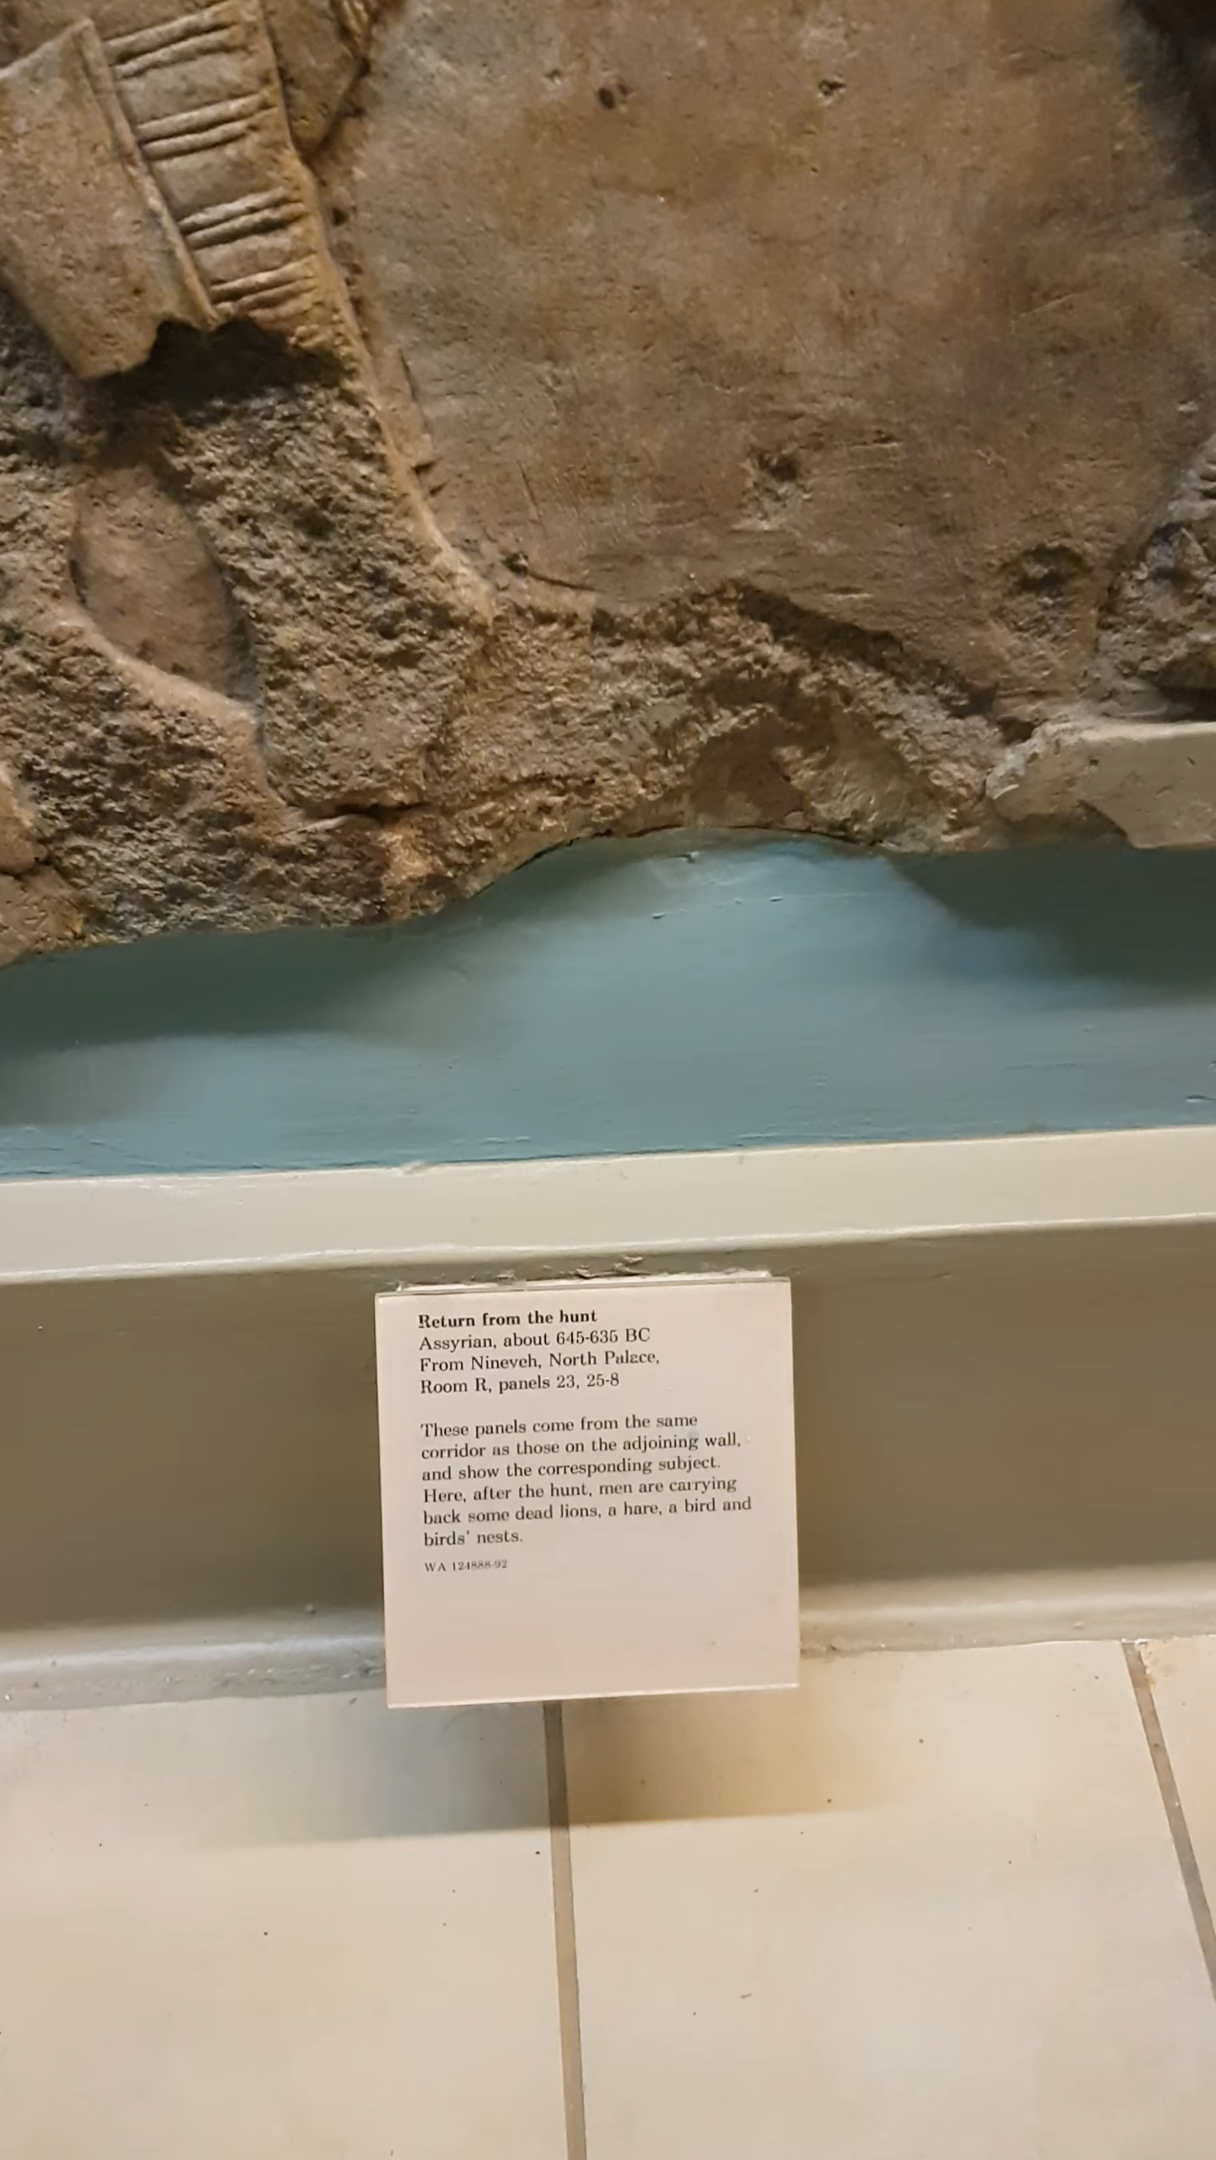 Return from the hunt
Assyrian, about 645-635 BC
From Nineveh, North Palace,
Room R, panels 23, 25-8
These panels come from the same
corridor as those on the adjoining wall,
and show the corresponding subject.
Here, after the hunt, men are carrying
back some dead lions, a hare, a bird and
birds' nests.
WA 124888-92